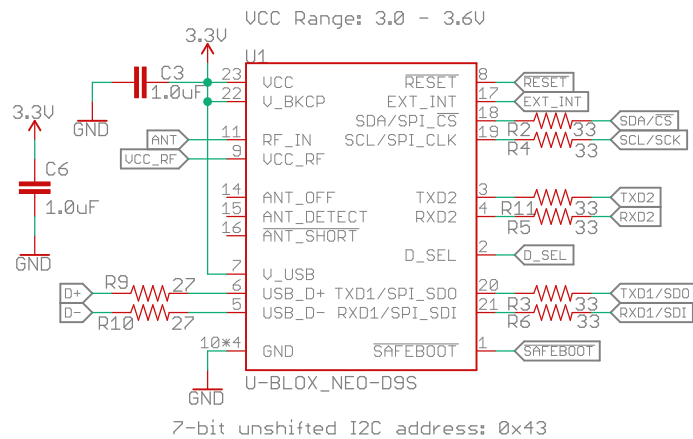 VCC Range: 3.0 - 3.6V
3.3V
U1
C3
1.0uF
GND
3.3V
C6
1.0uF
GND
23 VCC
22 V_BKCP
ANT 11 RF_IN
VCC_RF 9 VCC_RF
14 ANT_OFF
15 ANT_DETECT
16 ANT_SHORT
7 V_USB
D+ R9 27 6 USB_D+
D- R10 27 5 USB_D-
10*4 GND
GND
RESET 8 RESET
EXT_INT 17 EXT_INT
SDA/SPI_CS 18 R2 33 SDA/CS
SCL/SPI_CLK 19 R4 33 SCL/SCK
TXD2 3 R11 33 TXD2
RXD2 4 R5 33 RXD2
D_SEL 2 D_SEL
TXD1/SPI_SDO 20 R3 33 TXD1/SDO
RXD1/SPI_SDI 21 R6 33 RXD1/SDI
SAFEBOOT 1 SAFEBOOT
U-BLOX_NEO-D9S
7-bit unshifted I2C address: 0x43